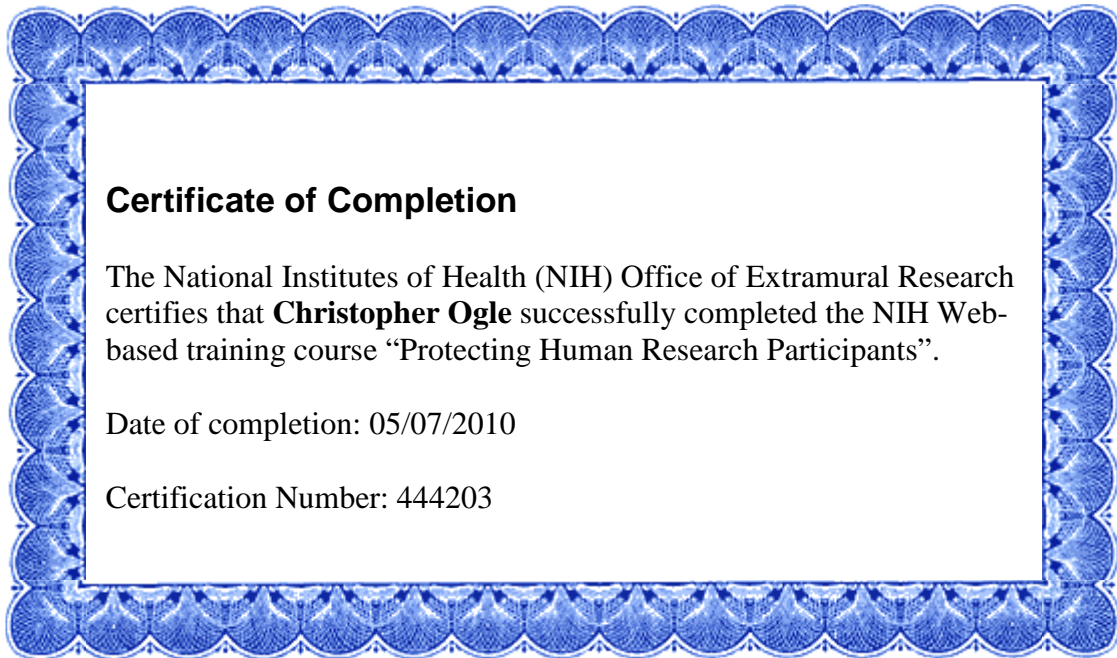 Certificate of Completion
The National Institutes of Health (NIH) Office of Extramural Research
certifies that Christopher Ogle successfully completed the NIH Web-
based training course “Protecting Human Research Participants”.
Date of completion: 05/07/2010
Certification Number: 444203